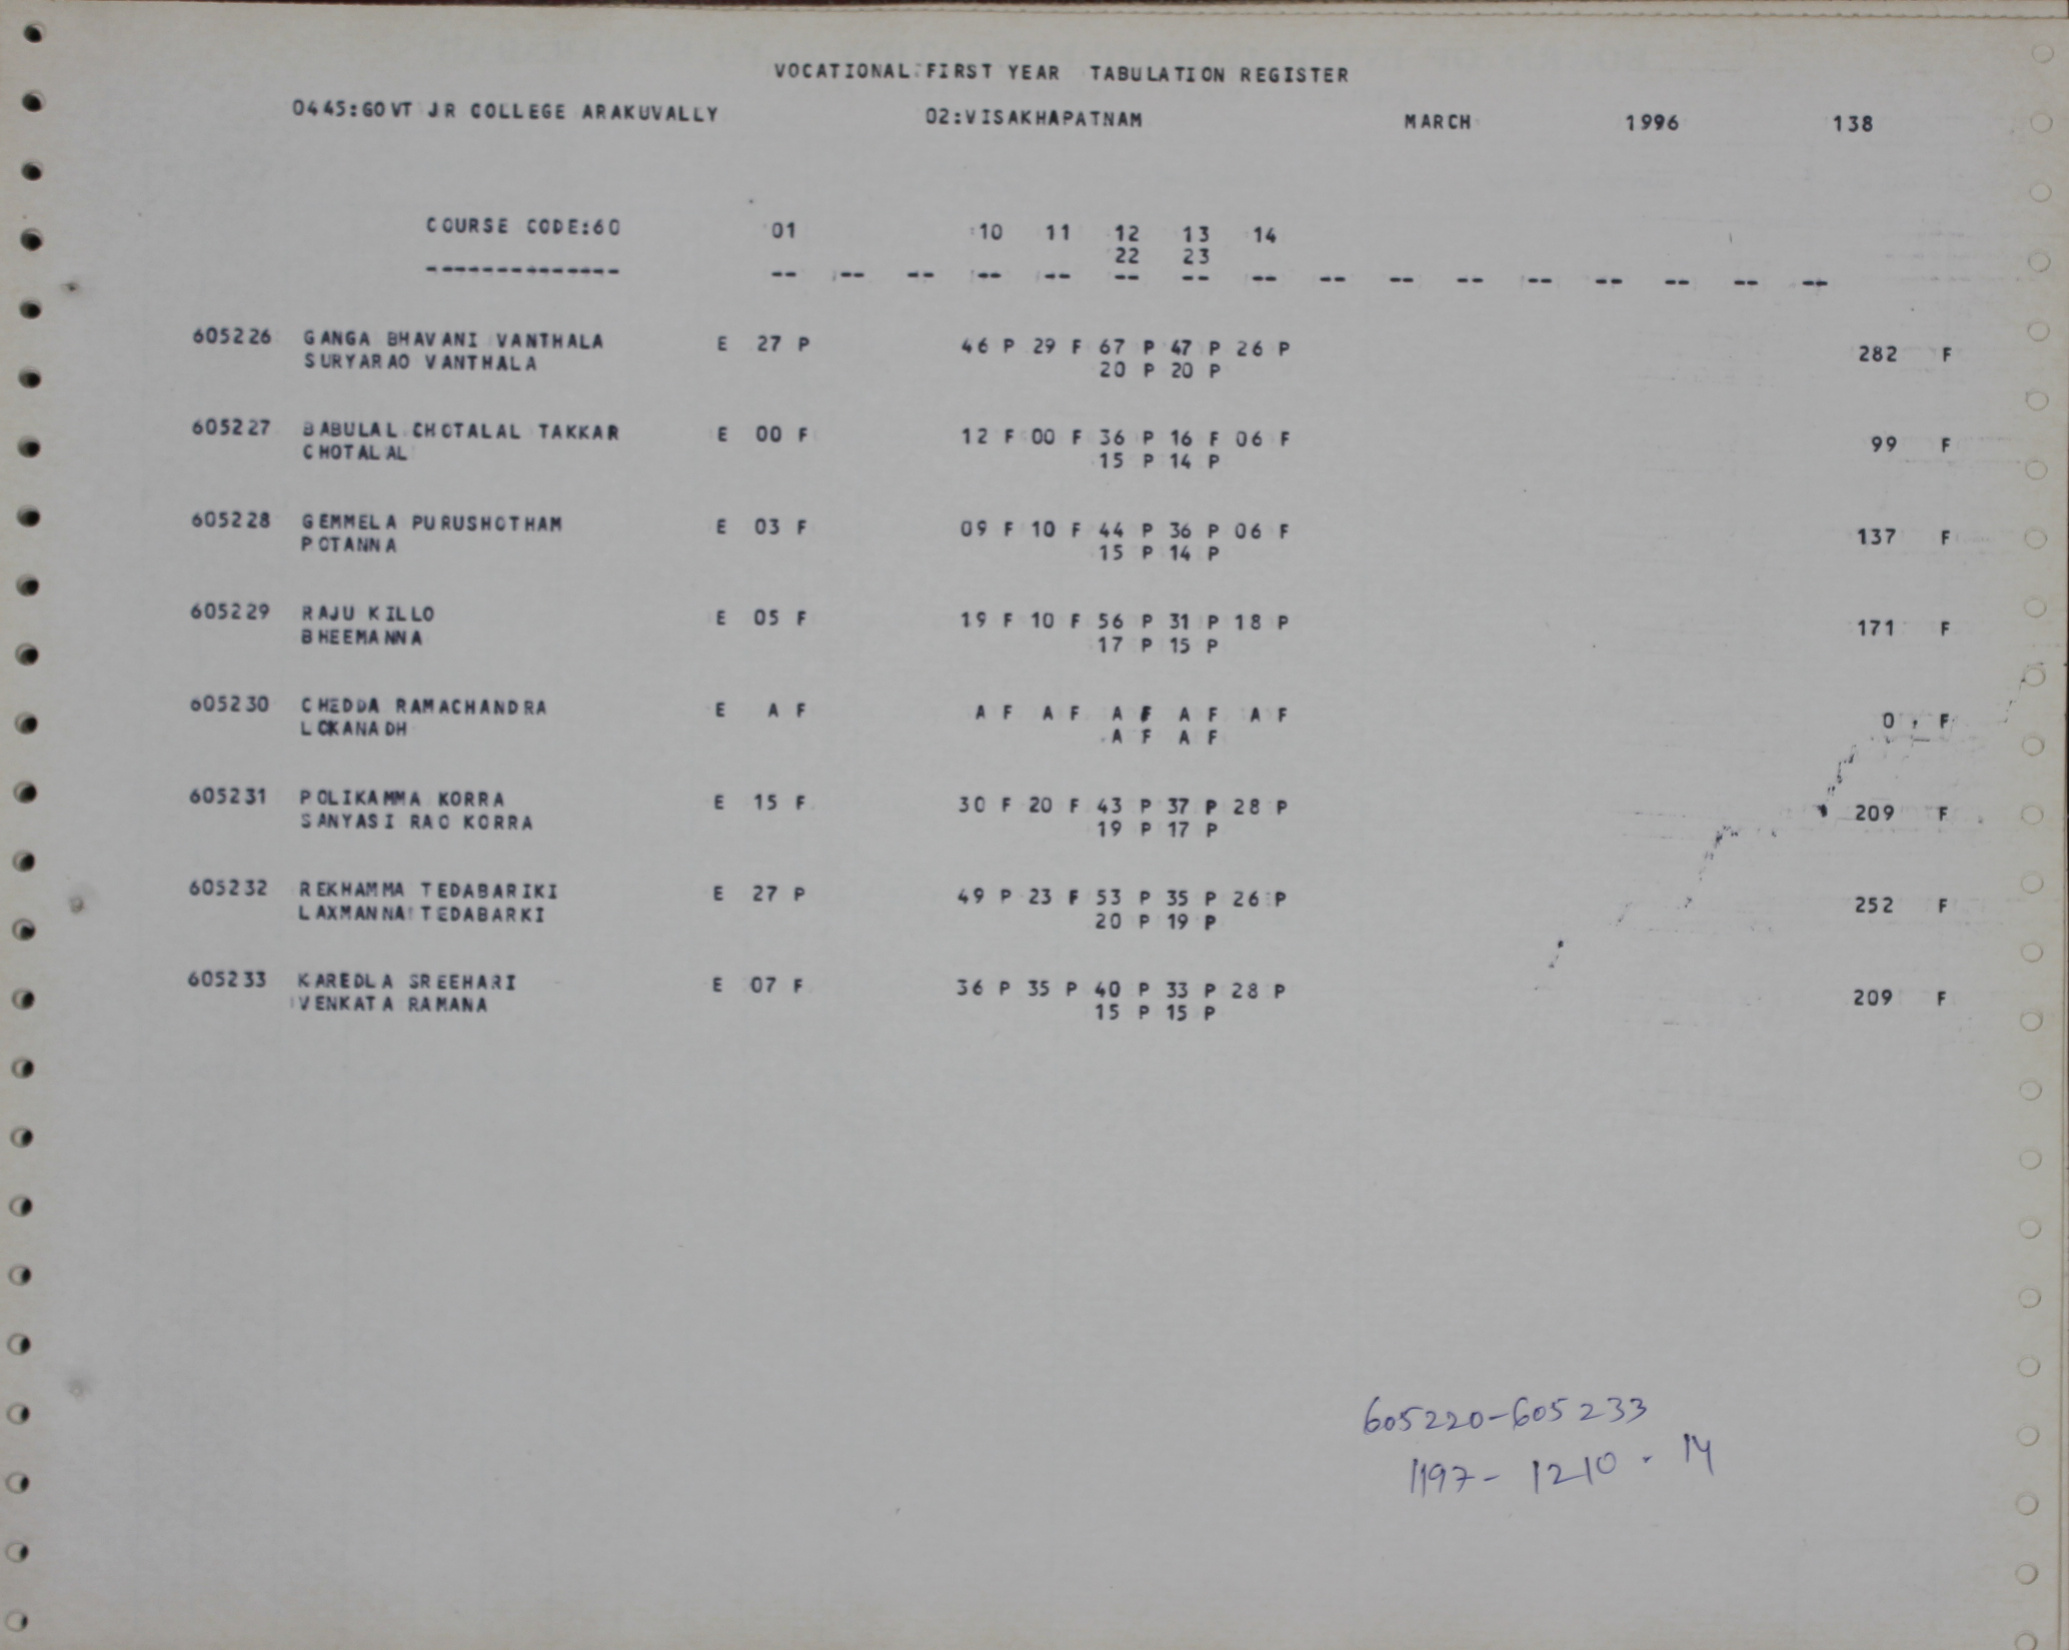 VOCATIONAL FIRST YEAR TABULATION REGISTER
0445:GOVT JR COLLEGE ARAKUVALLY 02:VISAKHAPATNAM MARCH 1996 138
COURSE CODE:60 01 10 11 12 13 14
22 23
-------------- -- -- -- -- -- -- -- -- -- -- -- -- -- -- -- --
605226 GANGA BHAVANI VANTHALA E 27 P 46 P 29 F 67 P 47 P 26 P 282 F
SURYARAO VANTHALA 20 P 20 P
605227 BABULAL CHOTALAL TAKKAR E 00 F 12 F 00 F 36 P 16 F 06 F 99 F
CHOTALAL 15 P 14 P
605228 GEMMELA PURUSHOTHAM E 03 F 09 F 10 F 44 P 36 P 06 F 137 F
POTANNA 15 P 14 P
605229 RAJU KILLO E 05 F 19 F 10 F 56 P 31 P 18 P 171 F
BHEEMANNA 17 P 15 P
605230 CHEDDA RAMACHANDRA E A F A F A F A F A F A F 0 F
LOKANADH A F A F
605231 POLIKAMMA KORRA E 15 F 30 F 20 F 43 P 37 P 28 P 209 F
SANYASI RAO KORRA 19 P 17 P
605232 REKHAMMA TEDABARIKI E 27 P 49 P 23 F 53 P 35 P 26 P 252 F
LAXMANNA TEDABARKI 20 P 19 P
605233 KAREDLA SREEHARI E 07 F 36 P 35 P 40 P 33 P 28 P 209 F
VENKATA RAMANA 15 P 15 P
605220-605233
1197 - 1210 . 14